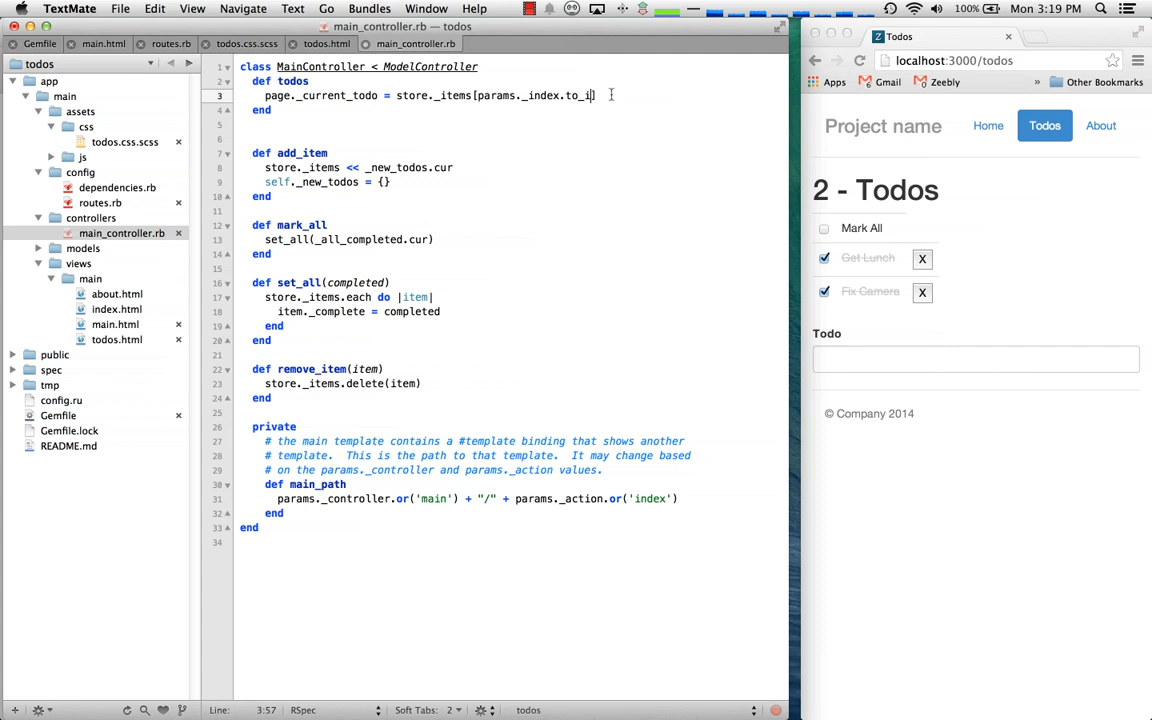 TextMate File Edit View Navigate Text Go Bundles Window Help 100% Mon 3:19 PM
main_controller.rb — todos
Gemfile main.html routes.rb todos.css.scss todos.html main_controller.rb
todos
app
main
assets
css
todos.css.scss
js
config
dependencies.rb
routes.rb
controllers
main_controller.rb
models
views
main
about.html
index.html
main.html
todos.html
public
spec
tmp
config.ru
Gemfile
Gemfile.lock
README.md
1 class MainController < ModelController
2 def todos
3 page._current_todo = store._items[params._index.to_i]
4 end
5
6
7 def add_item
8 store._items << _new_todos.cur
9 self._new_todos = {}
10 end
11
12 def mark_all
13 set_all(_all_completed.cur)
14 end
15
16 def set_all(completed)
17 store._items.each do |item|
18 item._complete = completed
19 end
20 end
21
22 def remove_item(item)
23 store._items.delete(item)
24 end
25
26 private
27 # the main template contains a #template binding that shows another
28 # template.  This is the path to that template.  It may change based
29 # on the params._controller and params._action values.
30 def main_path
31 params._controller.or('main') + "/" + params._action.or('index')
32 end
33 end
34
Line: 3:57 RSpec Soft Tabs: 2 todos
Todos
localhost:3000/todos
Apps Gmail Zeebly Other Bookmarks
Project name Home Todos About
2 - Todos
Mark All
Get Lunch X
Fix Camera X
Todo
© Company 2014